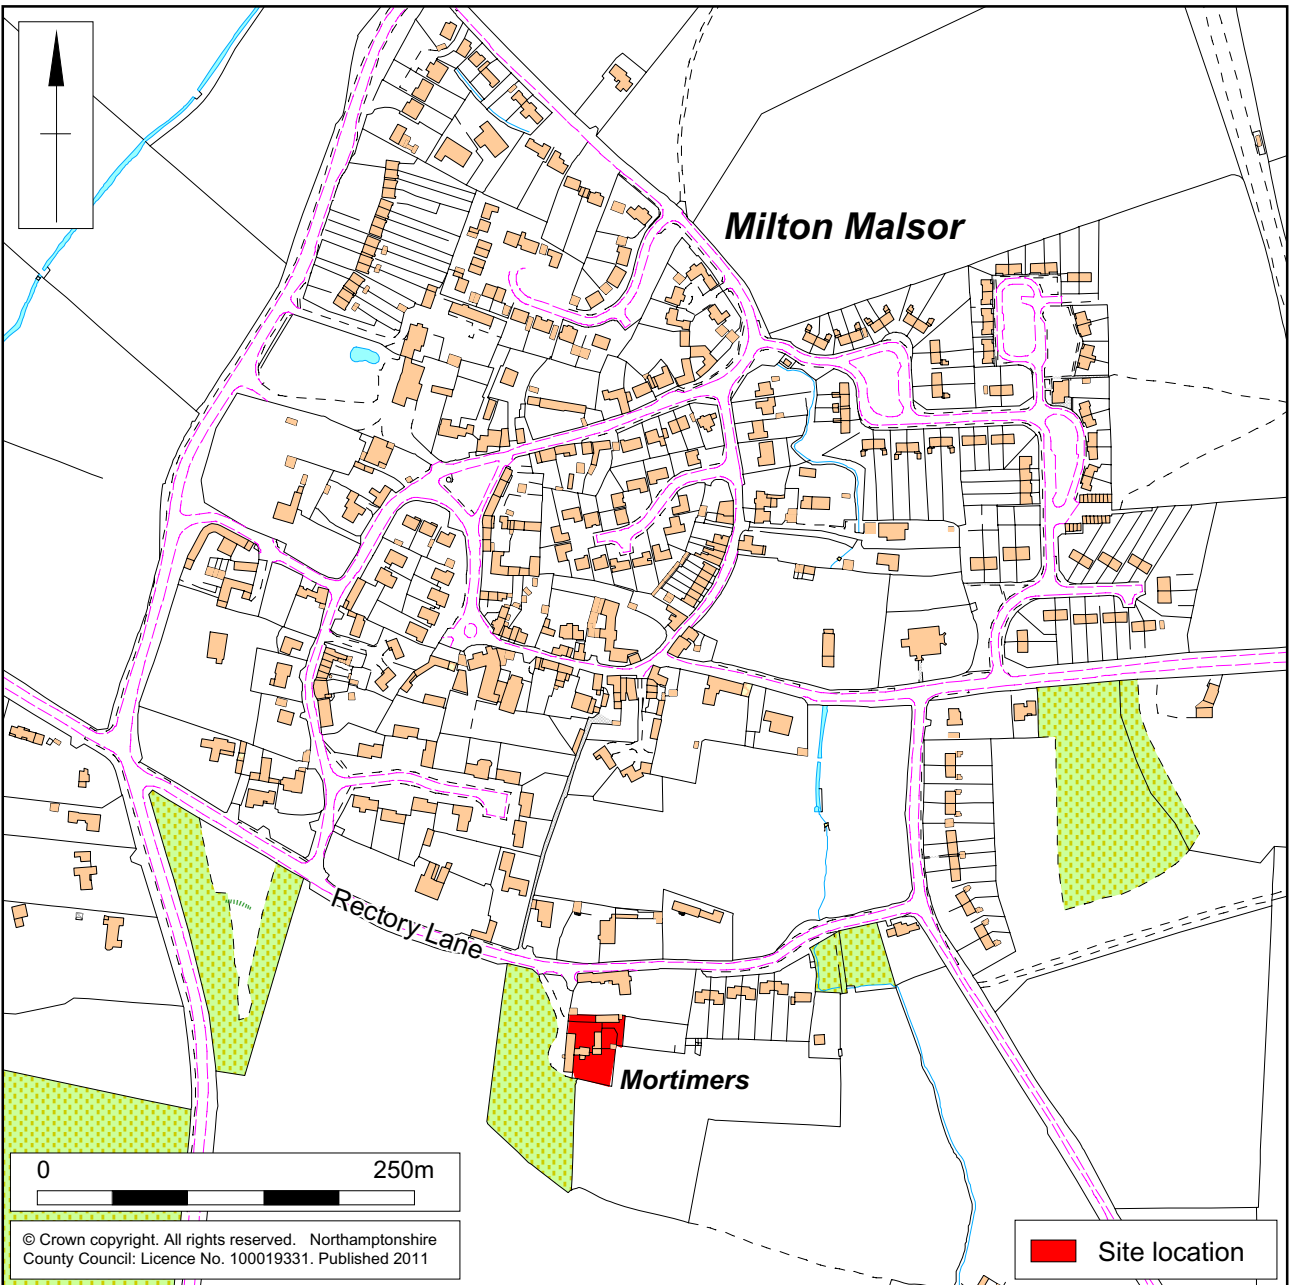 Milton Malsor
Rectory Lane
Mortimers
0 250m
© Crown copyright. All rights reserved. Northamptonshire
County Council: Licence No. 100019331. Published 2011
Site location